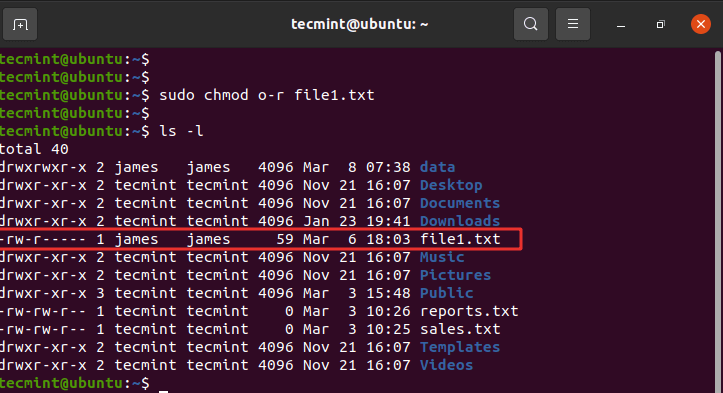 tecmint@ubuntu: ~
tecmint@ubuntu:~$
tecmint@ubuntu:~$
tecmint@ubuntu:~$ sudo chmod o-r file1.txt
tecmint@ubuntu:~$
tecmint@ubuntu:~$ ls -l
total 40
drwxrwxr-x 2 james   james   4096 Mar  8 07:38 data
drwxr-xr-x 2 tecmint tecmint 4096 Nov 21 16:07 Desktop
drwxr-xr-x 2 tecmint tecmint 4096 Nov 21 16:07 Documents
drwxr-xr-x 2 tecmint tecmint 4096 Jan 23 19:41 Downloads
-rw-r----- 1 james   james     59 Mar  6 18:03 file1.txt
drwxr-xr-x 2 tecmint tecmint 4096 Nov 21 16:07 Music
drwxr-xr-x 2 tecmint tecmint 4096 Nov 21 16:07 Pictures
drwxr-xr-x 3 tecmint tecmint 4096 Mar  3 15:48 Public
-rw-rw-r-- 1 tecmint tecmint    0 Mar  3 10:26 reports.txt
-rw-rw-r-- 1 tecmint tecmint    0 Mar  3 10:25 sales.txt
drwxr-xr-x 2 tecmint tecmint 4096 Nov 21 16:07 Templates
drwxr-xr-x 2 tecmint tecmint 4096 Nov 21 16:07 Videos
tecmint@ubuntu:~$